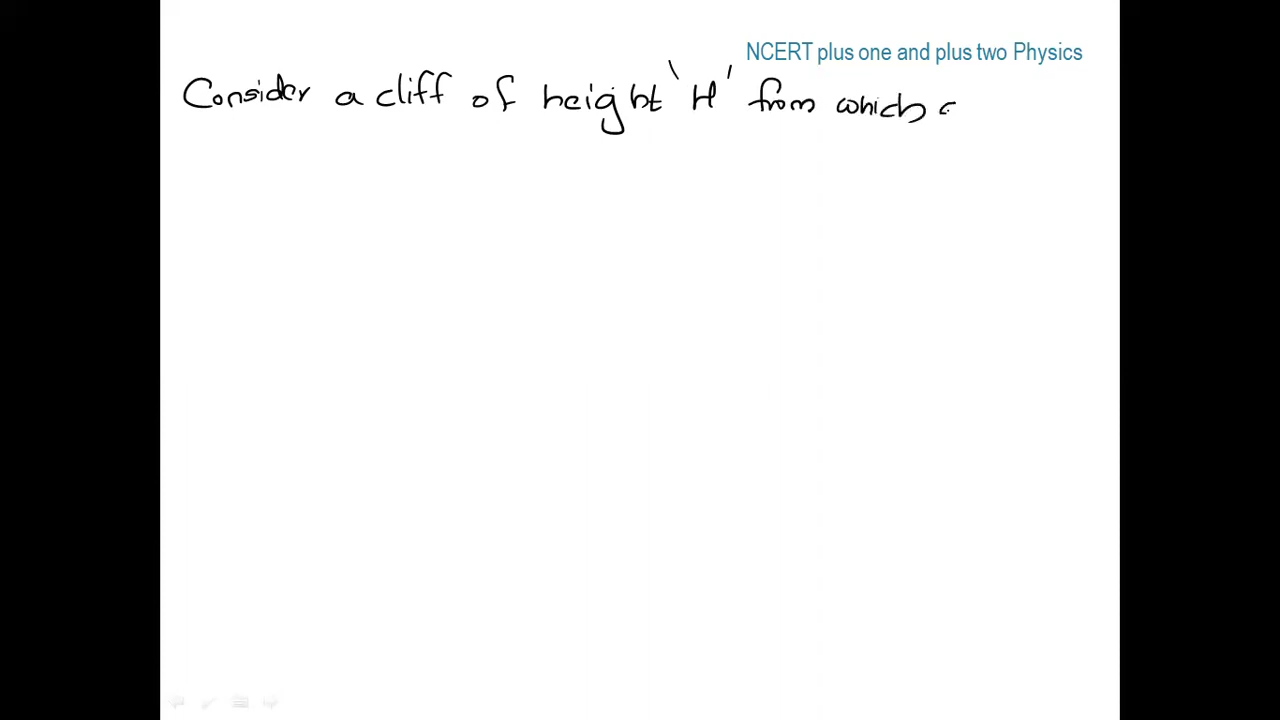 NCERT plus one and plus two Physics
Consider a cliff of height 'H' from which